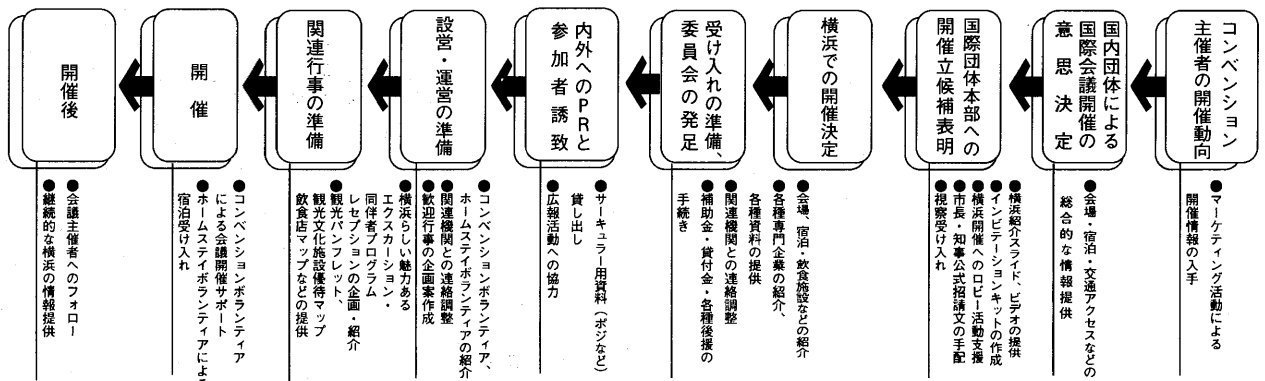 コンベンション
主催者の開催動向
●マーケティング活動による
開催情報の入手
国内団体による
国際会議開催の
意思決定
●会場・宿泊・交通アクセスなどの
総合的な情報提供
国際団体本部への
開催立候補表明
●横浜紹介スライド、ビデオの提供
●インビテーションキットの作成
●横浜開催へのロビー活動支援
●市長・知事公式招請文の手配
●視察受け入れ
横浜での開催決定
●会場、宿泊・飲食施設などの紹介
●各種専門企業の紹介、
各種資料の提供
受け入れの準備、
委員会の発足
●関連機関との連絡調整
●補助金・貸付金・各種後援の
手続き
内外へのPRと
参加者誘致
●サーキュラー用資料（ポジなど）
貸し出し
●広報活動への協力
設営・運営の準備
●コンベンションボランティア、
ホームステイボランティアの紹介
●関連機関との連絡調整
●歓迎行事の企画案作成
関連行事の準備
●横浜らしい魅力ある
エクスカーション・
同伴者プログラム
レセプションの企画・紹介
●観光パンフレット、
観光文化施設優待マップ
飲食店マップなどの提供
開催
●コンベンションボランティア
による会議開催サポート
●ホームステイボランティアによる
宿泊受け入れ
開催後
●会議主催者へのフォロー
●継続的な横浜の情報提供